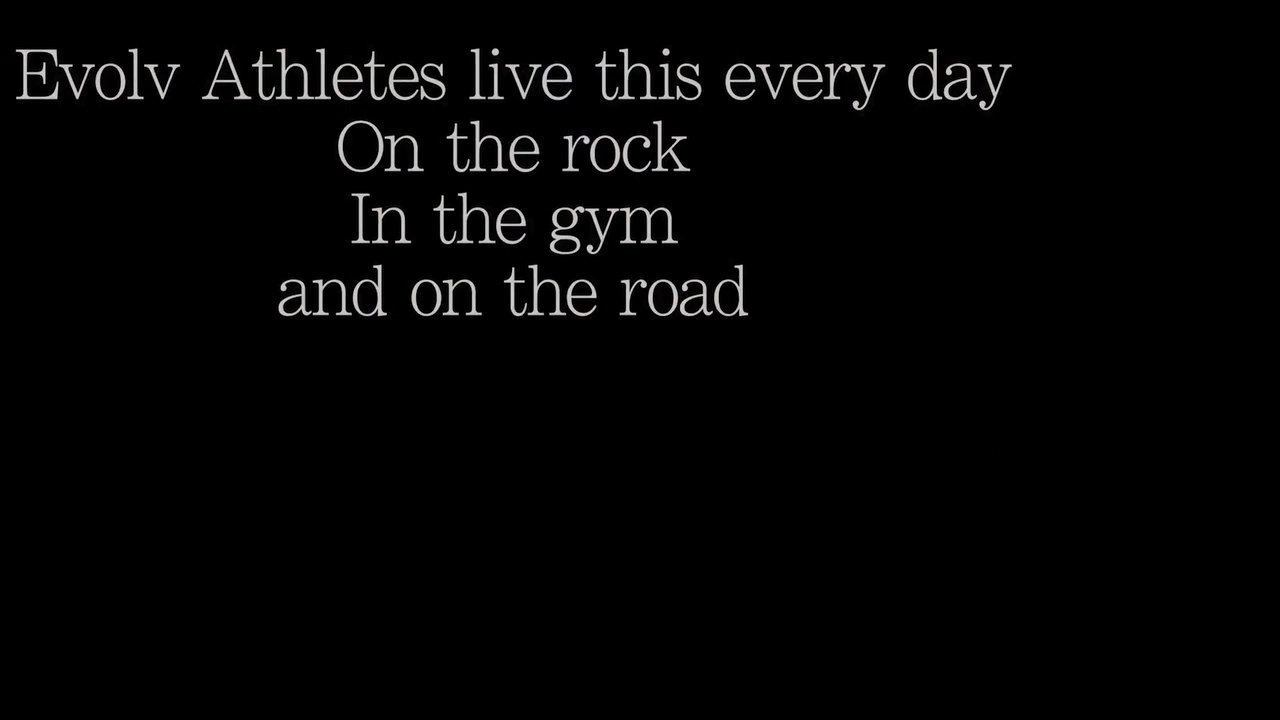 Evolv Athletes live this every day
On the rock
In the gym
and on the road